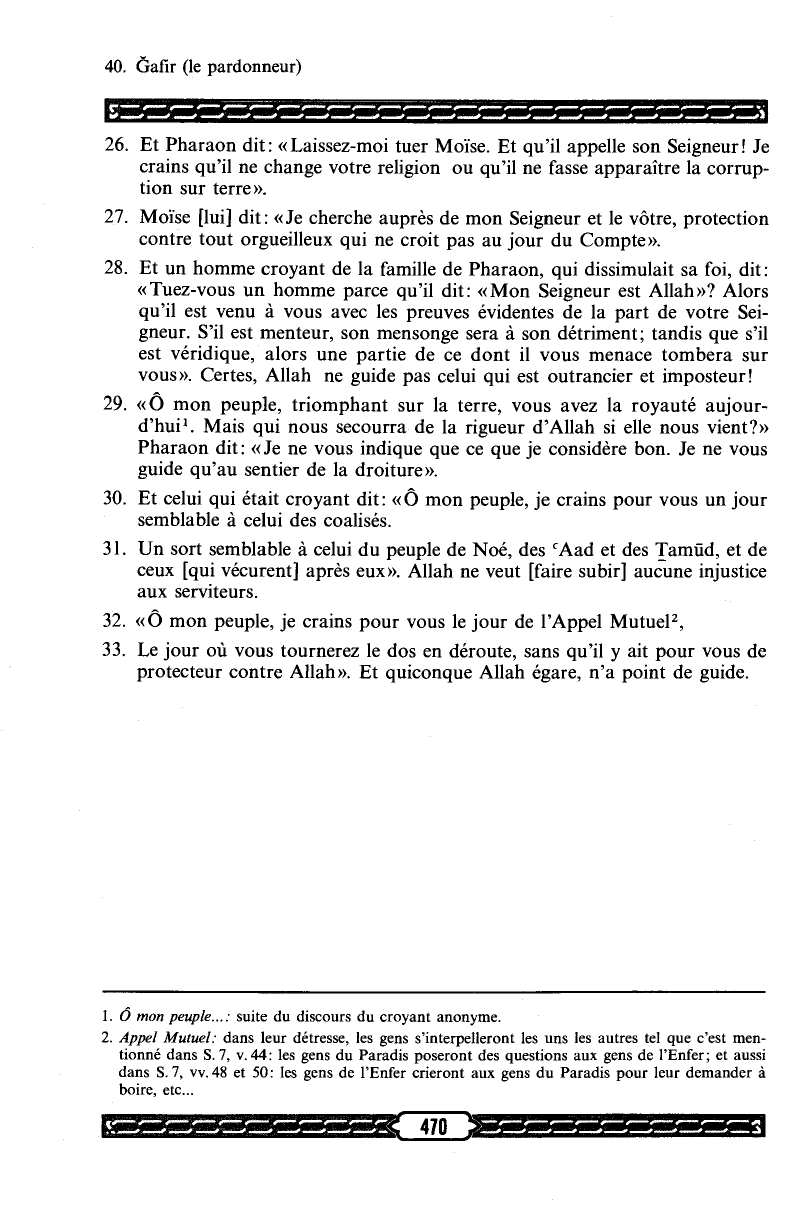 40. Ğafir (le pardonneur)
26. Et Pharaon dit: «Laissez-moi tuer Moïse. Et qu'il appelle son Seigneur! Je
crains qu'il ne change votre religion ou qu'il ne fasse apparaître la corrup-
tion sur terre».
27. Moïse [lui] dit: «Je cherche auprès de mon Seigneur et le vôtre, protection
contre tout orgueilleux qui ne croit pas au jour du Compte».
28. Et un homme croyant de la famille de Pharaon, qui dissimulait sa foi, dit:
«Tuez-vous un homme parce qu'il dit: «Mon Seigneur est Allah»? Alors
qu'il est venu à vous avec les preuves évidentes de la part de votre Sei-
gneur. S'il est menteur, son mensonge sera à son détriment; tandis que s'il
est véridique, alors une partie de ce dont il vous menace tombera sur
vous». Certes, Allah ne guide pas celui qui est outrancier et imposteur!
29. «Ô mon peuple, triomphant sur la terre, vous avez la royauté aujour-
d'hui¹. Mais qui nous secourra de la rigueur d'Allah si elle nous vient?»
Pharaon dit: «Je ne vous indique que ce que je considère bon. Je ne vous
guide qu'au sentier de la droiture».
30. Et celui qui était croyant dit: «Ô mon peuple, je crains pour vous un jour
semblable à celui des coalisés.
31. Un sort semblable à celui du peuple de Noé, des ʿAad et des Ṯamūd, et de
ceux [qui vécurent] après eux». Allah ne veut [faire subir] aucune injustice
aux serviteurs.
32. «Ô mon peuple, je crains pour vous le jour de l'Appel Mutuel²,
33. Le jour où vous tournerez le dos en déroute, sans qu'il y ait pour vous de
protecteur contre Allah». Et quiconque Allah égare, n'a point de guide.
1. Ô mon peuple...: suite du discours du croyant anonyme.
2. Appel Mutuel: dans leur détresse, les gens s'interpelleront les uns les autres tel que c'est men-
tionné dans S. 7, v. 44: les gens du Paradis poseront des questions aux gens de l'Enfer; et aussi
dans S. 7, vv. 48 et 50: les gens de l'Enfer crieront aux gens du Paradis pour leur demander à
boire, etc...
470